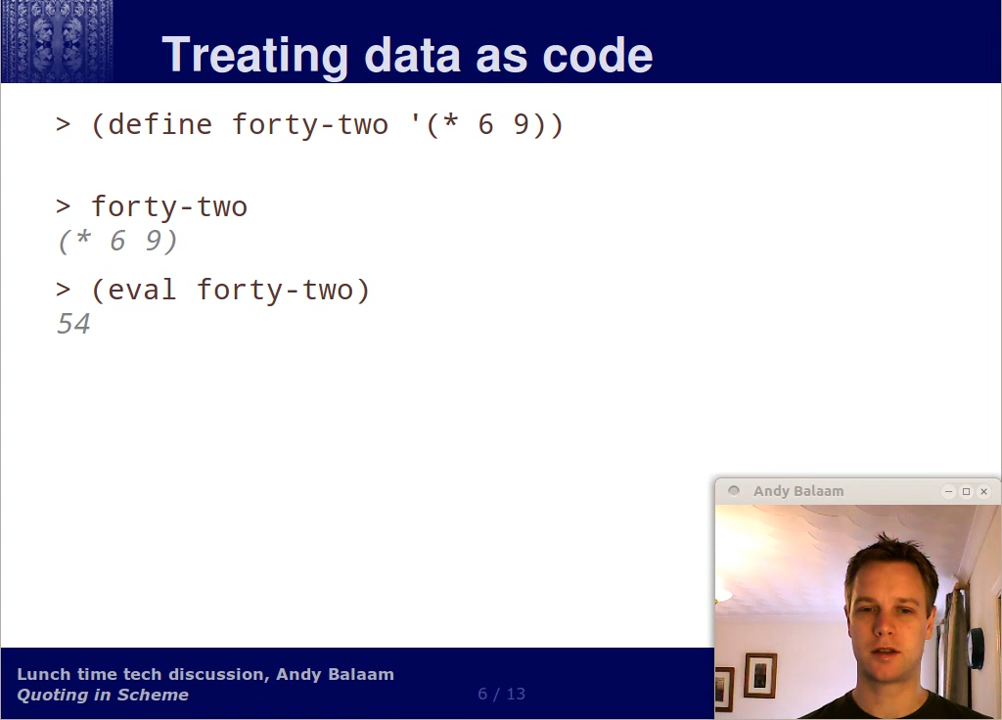 Treating data as code
> (define forty-two '(* 6 9))
> forty-two
(* 6 9)
> (eval forty-two)
54
Andy Balaam
Lunch time tech discussion, Andy Balaam
Quoting in Scheme
6 / 13